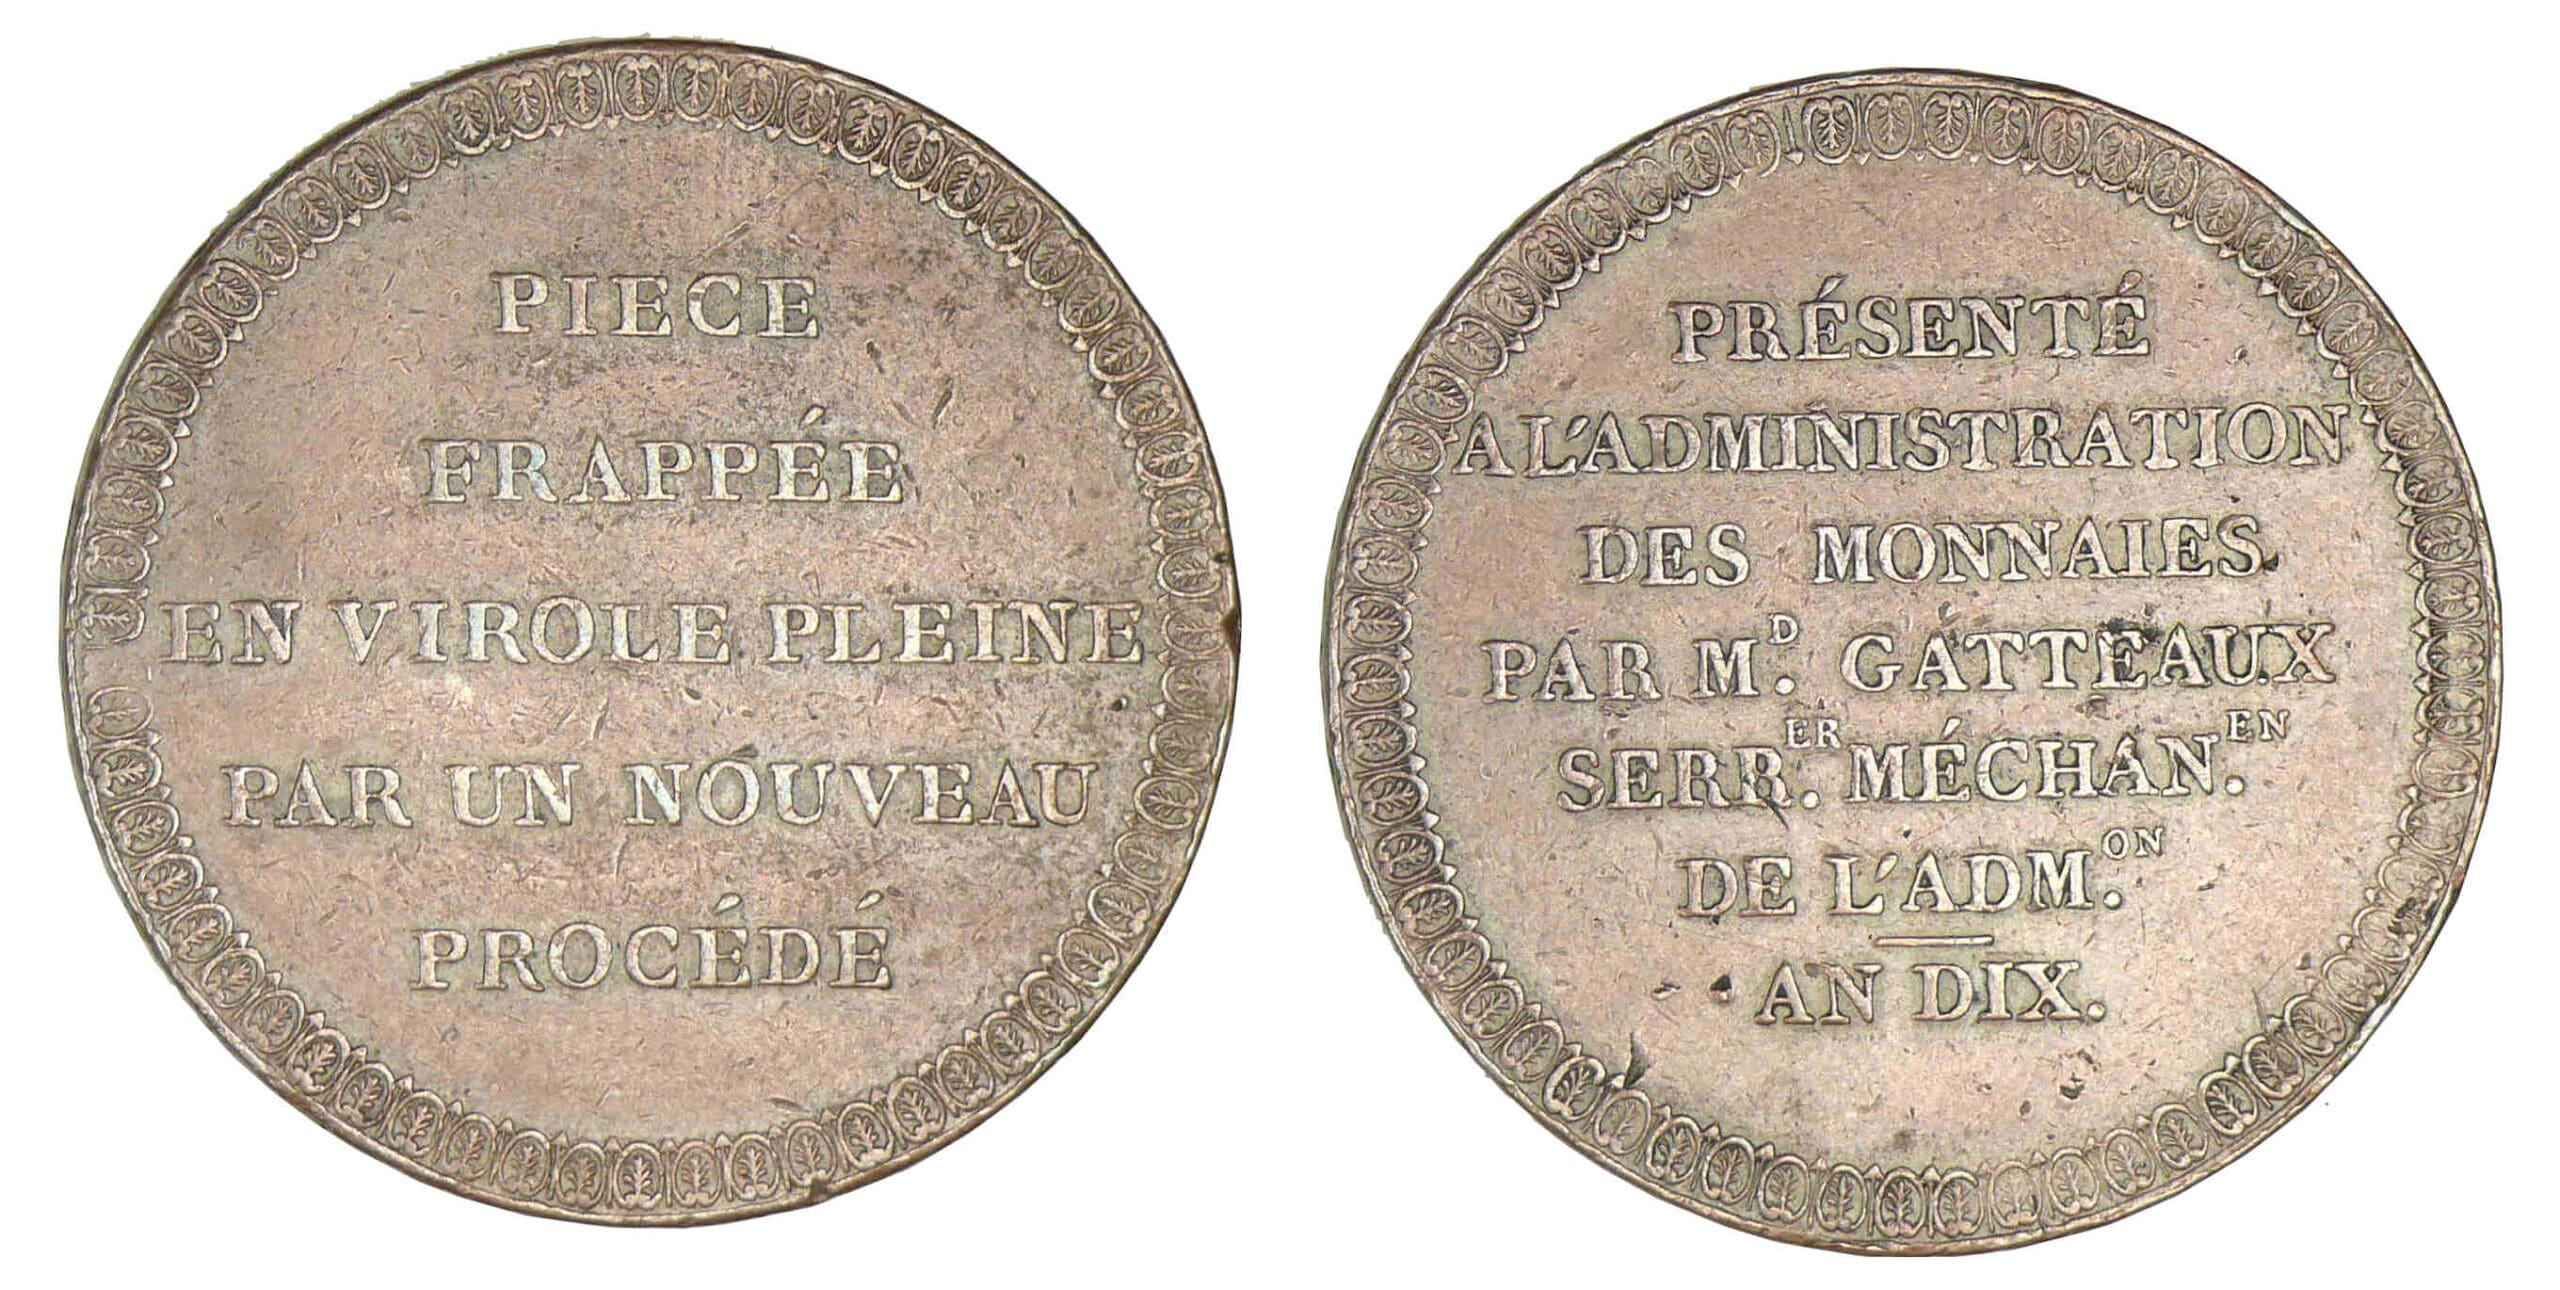 PIECE
FRAPPÉE
EN VIROLE PLEINE
PAR UN NOUVEAU
PROCÉDÉ
PRÉSENTÉ
A L'ADMINISTRATION
DES MONNAIES
PAR M.D GATTEAUX
SERR.ER MÉCHAN.EN
DE L'ADM.ON
AN DIX.